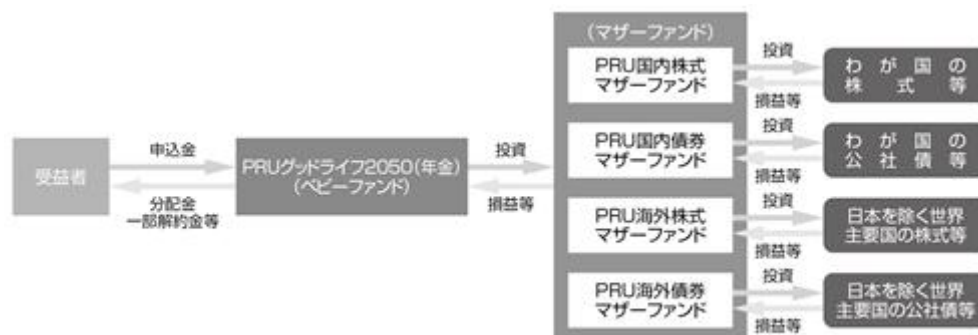 (マザーファンド)
投資
PRU国内株式
マザーファンド
わが国の
株式等
損益等
投資
PRU国内債券
マザーファンド
わが国の
公社債等
損益等
申込金
受益者
PRUグッドライフ2050(年金)
(ベビーファンド)
投資
分配金
一部解約金等
損益等
投資
PRU海外株式
マザーファンド
日本を除く世界
主要国の株式等
損益等
投資
PRU海外債券
マザーファンド
日本を除く世界
主要国の公社債等
損益等